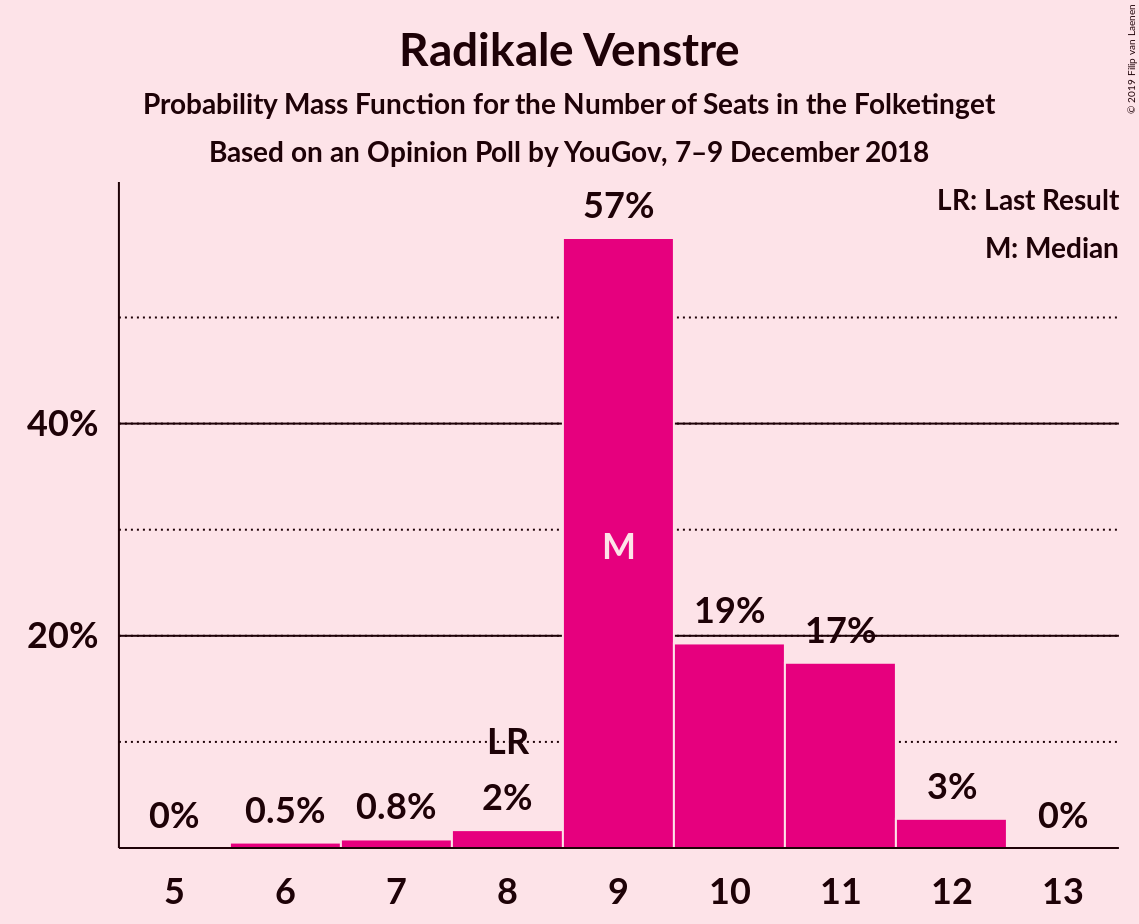 Radikale Venstre
Probability Mass Function for the Number of Seats in the Folketinget
Based on an Opinion Poll by YouGov, 7–9 December 2018
© 2019 Filip van Laenen
LR: Last Result
M: Median
57%
40%
M
19%
17%
20%
LR
2%
3%
0%
0.5%
0.8%
0%
5 6 7 8 9 10 11 12 13